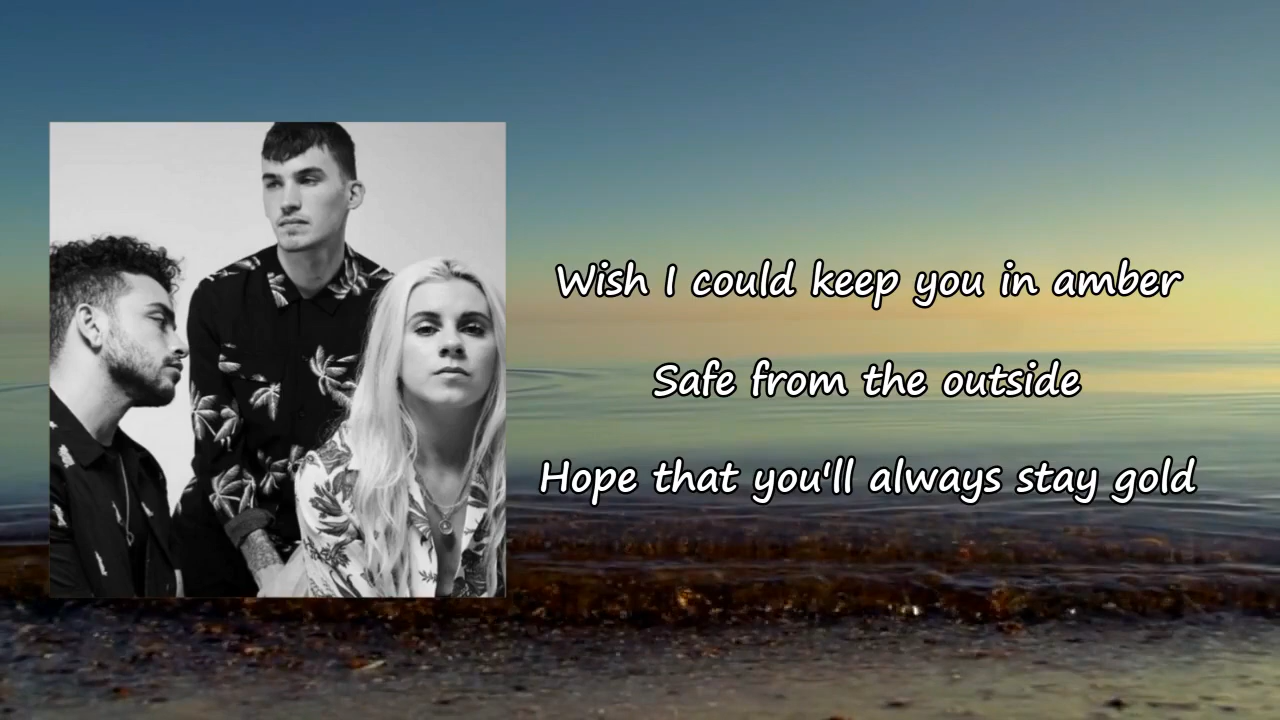 Wish I could keep you in amber
Safe from the outside
Hope that you'll always stay gold